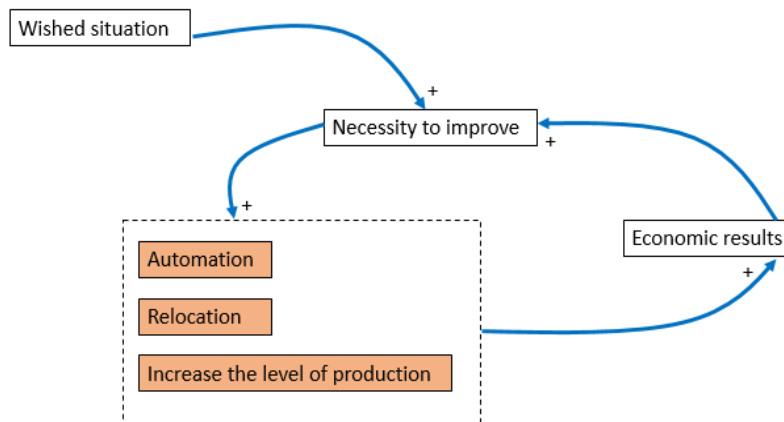 Wished situation
+
Necessity to improve
+
+
Automation
Economic results
+
Relocation
Increase the level of production